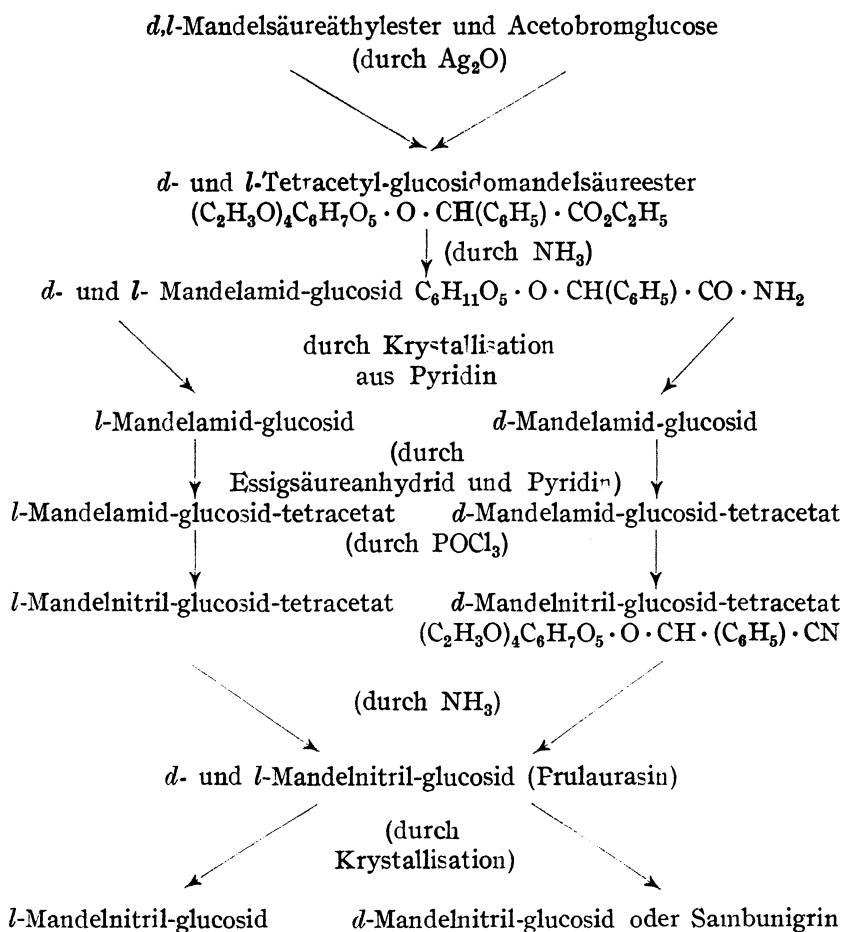 d,l-Mandelsäureäthylester und Acetobromglucose
(durch Ag₂O)
d- und l-Tetracetyl-glucosidomandelsäureester
(C₂H₃O)₄C₆H₇O₅ · O · CH(C₆H₅) · CO₂C₂H₅
(durch NH₃)
d- und l- Mandelamid-glucosid C₆H₁₁O₅ · O · CH(C₆H₅) · CO · NH₂
durch Krystallisation
aus Pyridin
l-Mandelamid-glucosid d-Mandelamid-glucosid
(durch
Essigsäureanhydrid und Pyridin)
l-Mandelamid-glucosid-tetracetat d-Mandelamid-glucosid-tetracetat
(durch POCl₃)
l-Mandelnitril-glucosid-tetracetat d-Mandelnitril-glucosid-tetracetat
(C₂H₃O)₄C₆H₇O₅ · O · CH · (C₆H₅) · CN
(durch NH₃)
d- und l-Mandelnitril-glucosid (Prulaurasin)
(durch
Krystallisation)
l-Mandelnitril-glucosid d-Mandelnitril-glucosid oder Sambunigrin